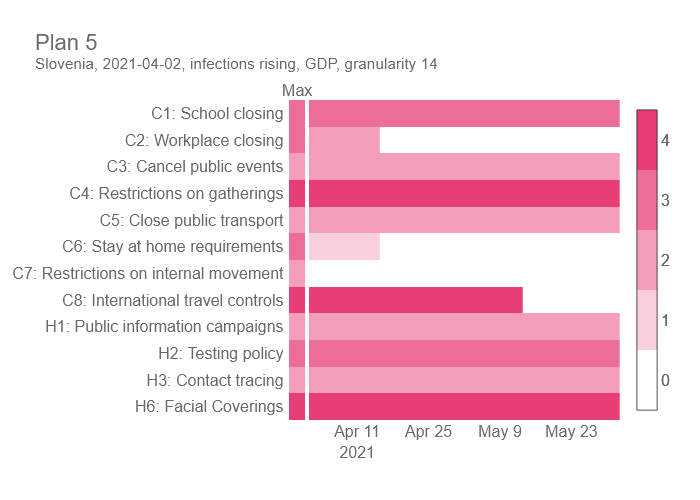 Plan 5
Slovenia, 2021-04-02, infections rising, GDP, granularity 14
Max
C1: School closing
C2: Workplace closing
C3: Cancel public events
C4: Restrictions on gatherings
C5: Close public transport
C6: Stay at home requirements
C7: Restrictions on internal movement
C8: International travel controls
H1: Public information campaigns
H2: Testing policy
H3: Contact tracing
H6: Facial Coverings
Apr 11 Apr 25 May 9 May 23
2021
4
3
2
1
0